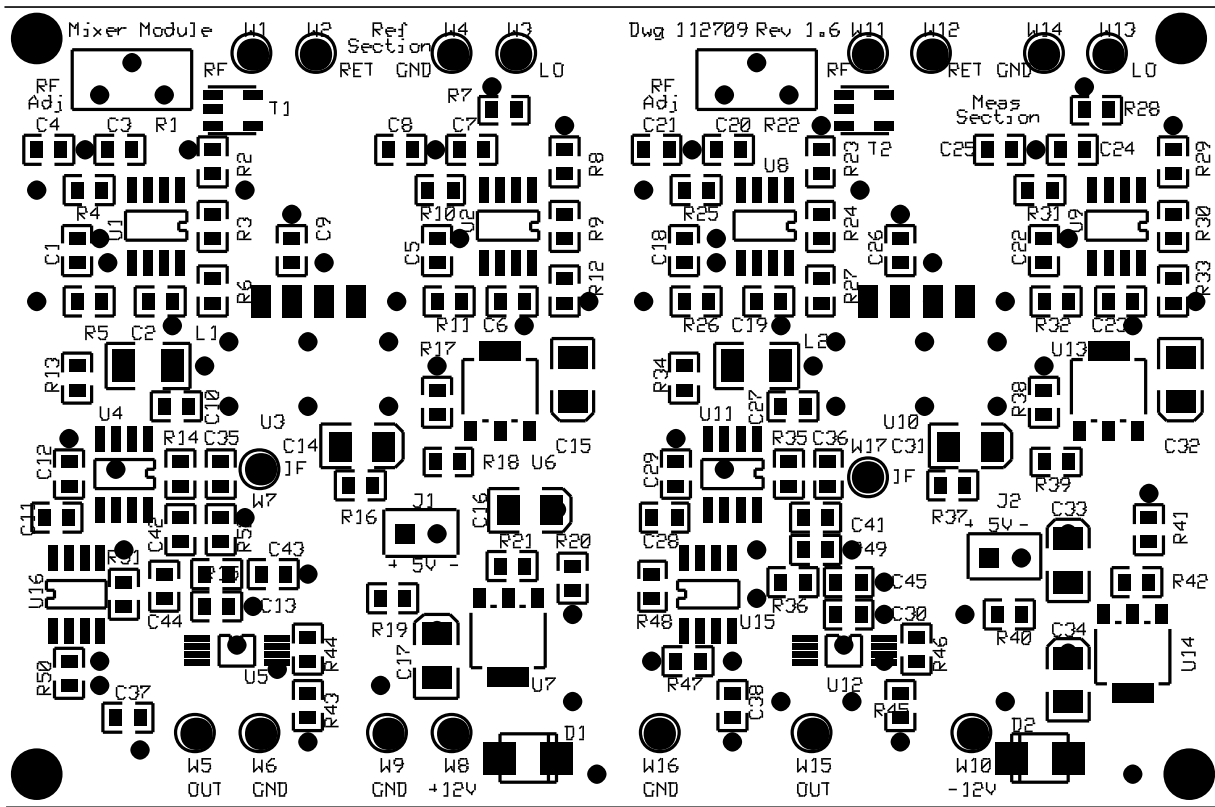 Mixer Module W1 W2 Ref W4 W3 Dwg 112709 Rev 1.6 W11 W12 W14 W13
Section
RF RET GND LO RF RET GND LO
RF R7 RF Meas R28
Adj T1 Adj Section
C4 C3 R1 C8 C7 C21 C20 R22 T2 C25 C24
R2 R8 U8 R23 R29
R4 U1 R3 C9 R10 U2 R9 R25 R24 C26 R31 U9 R30
C1 C5 R12 C18 C22 R33
R6 R27
R5 C2 L1 R11 C6 R26 C19 L2 R32 C23
R13 R17 R34 U13
C10 C27 R38
U4 U3 U11 U10
R14 C35 C14 C15 R35 C36 W17 C31 C32
C12 IF R18 U6 C29 IF R39
W7
C11 R16 J1 C16 C28 R37 J2 C33 R41
C42 C41
+ 5V -
+ 5V - R21 R20 R49
U16 C43 R36 C45 R42
C44 C13 R19 R48 U15 C30 R40 C34
R50 U5 R44 C17 U7 R47 U12 R46 U14
C37 R43 C38 R45
D1 D2
W5 W6 W9 W8 W16 W15 W10
OUT GND GND +12V GND OUT -12V